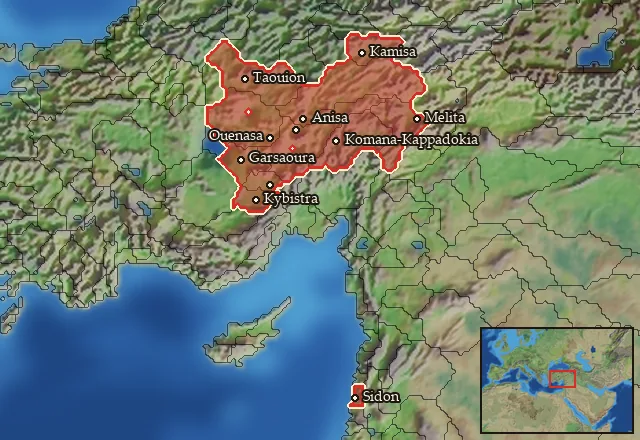 Kamisa
Taouion
Anisa
Melita
Ouenasa
Komana-Kappadokia
Garsaoura
Kybistra
Sidon